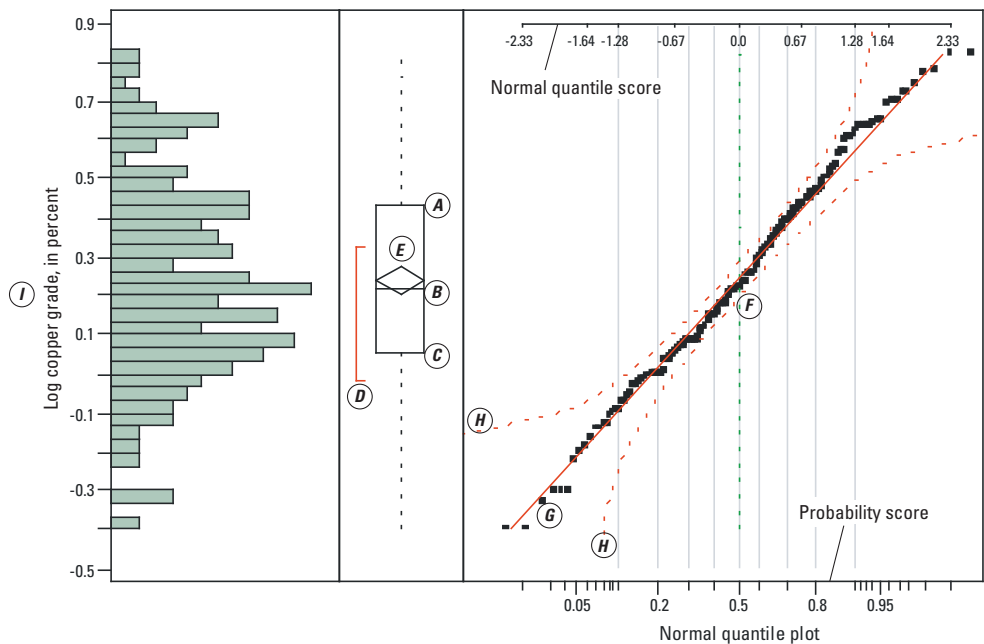 0.9
0.7
0.5
0.3
0.1
-0.1
-0.3
-0.5
Log copper grade, in percent
I
A
E
B
C
D
-2.33 -1.64 -1.28 -0.67 0.0 0.67 1.28 1.64 2.33
Normal quantile score
F
H
G
H
Probability score
0.05 0.2 0.5 0.8 0.95
Normal quantile plot